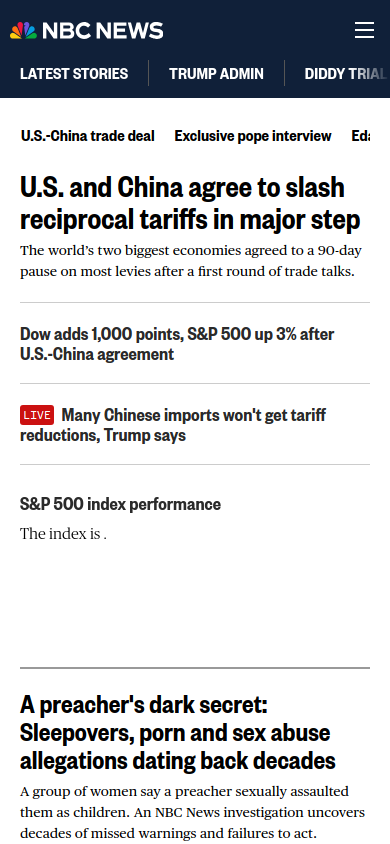 NBC NEWS
LATEST STORIES
TRUMP ADMIN
DIDDY TRIAL
U.S.-China trade deal
Exclusive pope interview
U.S. and China agree to slash
reciprocal tariffs in major step
The world's two biggest economies agreed to a 90-day
pause on most levies after a first round of trade talks.
Dow adds 1,000 points, S&P 500 up 3% after
U.S.-China agreement
LIVE Many Chinese imports won't get tariff
reductions, Trump says
S&P 500 index performance
The index is .
A preacher's dark secret:
Sleepovers, porn and sex abuse
allegations dating back decades
A group of women say a preacher sexually assaulted
them as children. An NBC News investigation uncovers
decades of missed warnings and failures to act.